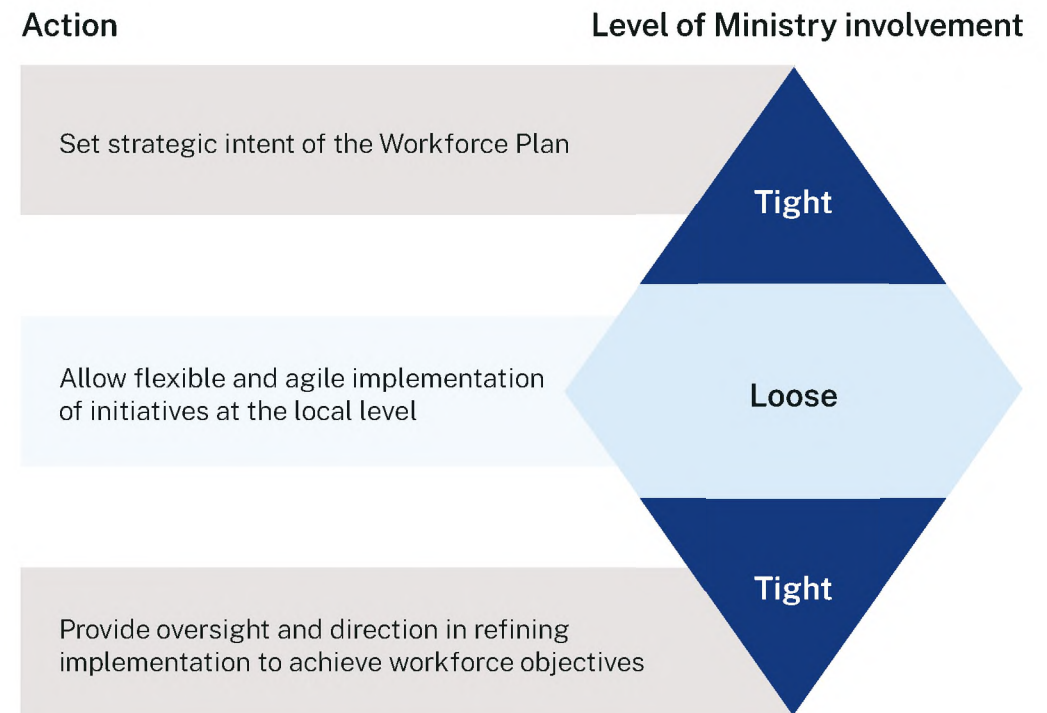 Action
Level of Ministry involvement
Set strategic intent of the Workforce Plan
Tight
Allow flexible and agile implementation
of initiatives at the local level
Loose
Tight
Provide oversight and direction in refining
implementation to achieve workforce objectives